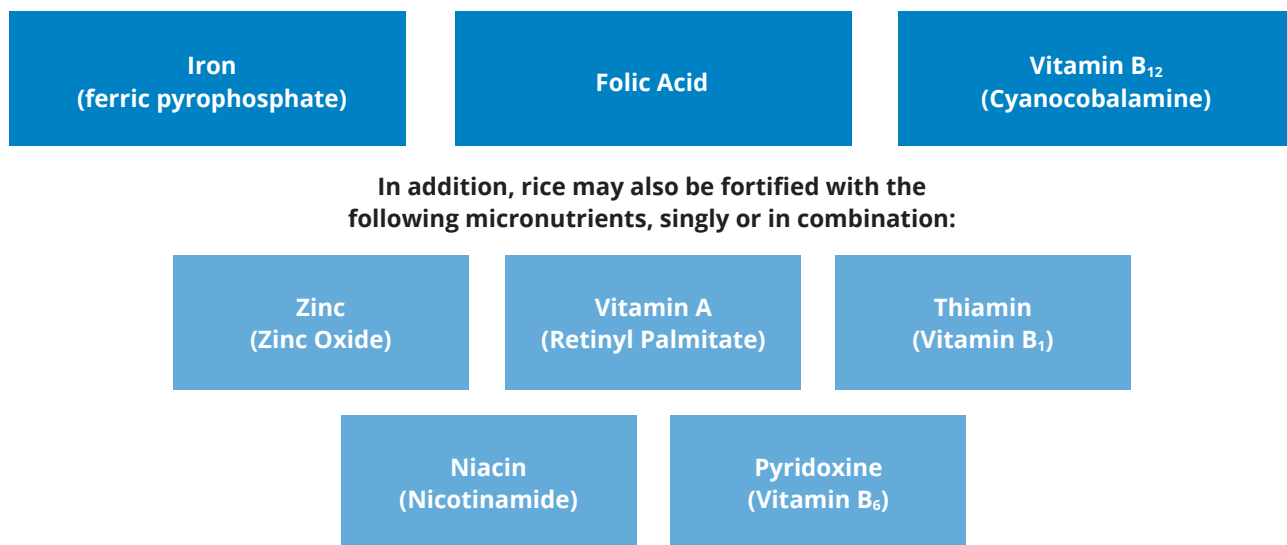 Iron
(ferric pyrophosphate)
Folic Acid
Vitamin B₁₂
(Cyanocobalamine)
In addition, rice may also be fortified with the
following micronutrients, singly or in combination:
Zinc
(Zinc Oxide)
Vitamin A
(Retinyl Palmitate)
Thiamin
(Vitamin B₁)
Niacin
(Nicotinamide)
Pyridoxine
(Vitamin B₆)